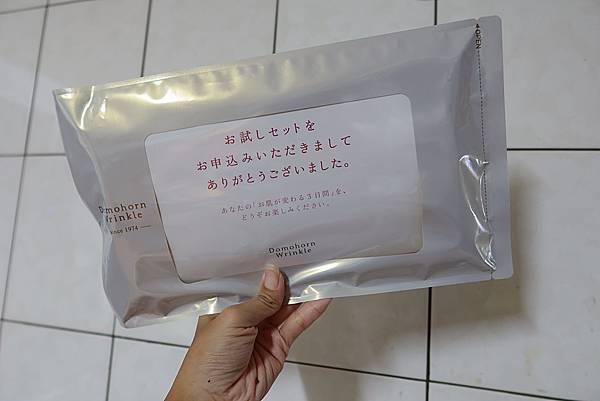 OPEN
お試しセットを
お申込みいただきまして
ありがとうございました。
あなたの「お肌が変わる3日間」を、
どうぞお楽しみください。
Domohorn
Wrinkle
Domohorn
Wrinkle
since 1974